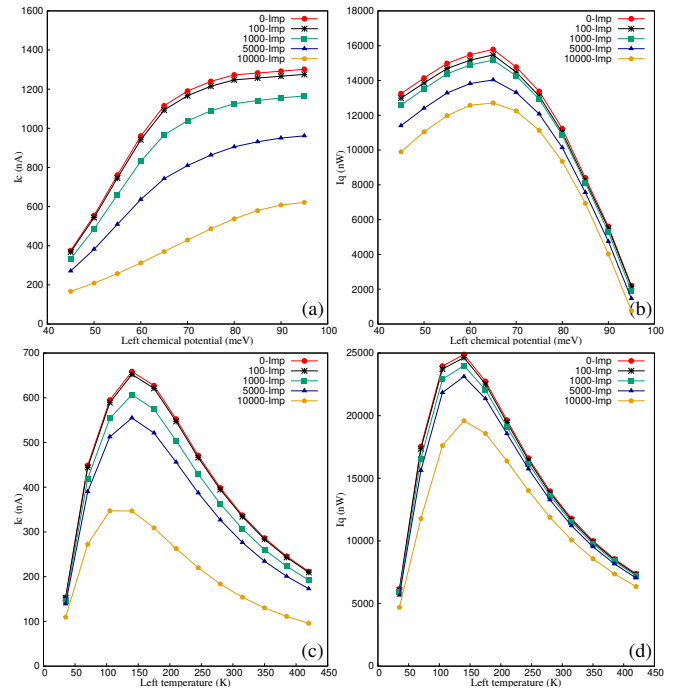 1600
1400
1200
1000
800
600
400
200
0
Ic (nA)
0-Imp
100-Imp
1000-Imp
5000-Imp
10000-Imp
(a)
40 50 60 70 80 90 100
Left chemical potential (meV)
18000
16000
14000
12000
10000
8000
6000
4000
2000
0
Iq (nW)
0-Imp
100-Imp
1000-Imp
5000-Imp
10000-Imp
(b)
40 50 60 70 80 90 100
Left chemical potential (meV)
700
600
500
400
300
200
100
0
Ic (nA)
0-Imp
100-Imp
1000-Imp
5000-Imp
10000-Imp
(c)
0 50 100 150 200 250 300 350 400 450
Left temperature (K)
25000
20000
15000
10000
5000
0
Iq (nW)
0-Imp
100-Imp
1000-Imp
5000-Imp
10000-Imp
(d)
0 50 100 150 200 250 300 350 400 450
Left temperature (K)